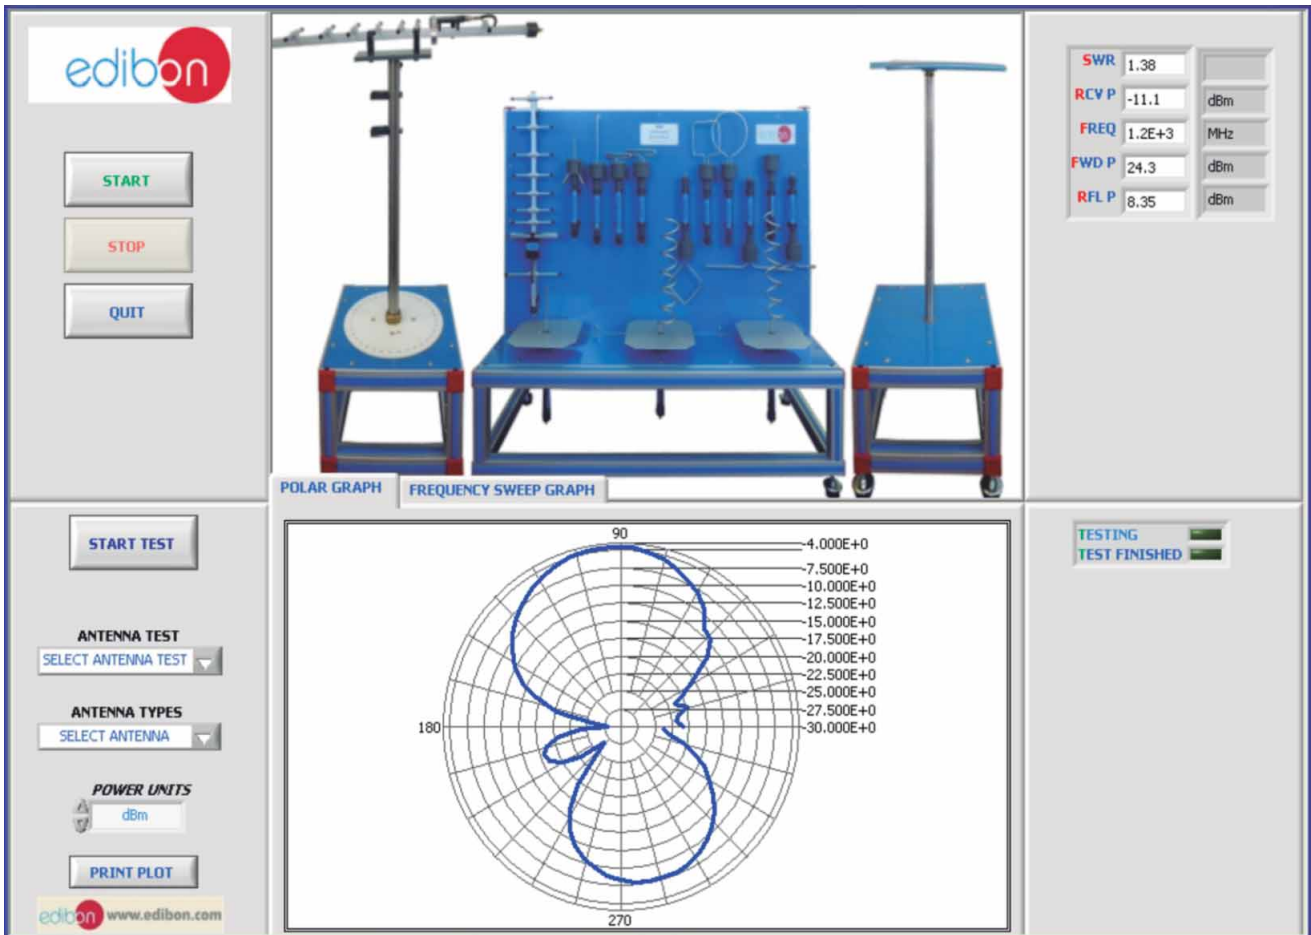 edibon
START
STOP
QUIT
SWR 1.38
RCV P -11.1 dBm
FREQ 1.2E+3 MHz
FWD P 24.3 dBm
RFL P 8.35 dBm
POLAR GRAPH
FREQUENCY SWEEP GRAPH
START TEST
ANTENNA TEST
SELECT ANTENNA TEST
ANTENNA TYPES
SELECT ANTENNA
POWER UNITS
dBm
PRINT PLOT
edibon www.edibon.com
90
180
270
-4.000E+0
-7.500E+0
-10.000E+0
-12.500E+0
-15.000E+0
-17.500E+0
-20.000E+0
-22.500E+0
-25.000E+0
-27.500E+0
-30.000E+0
TESTING
TEST FINISHED